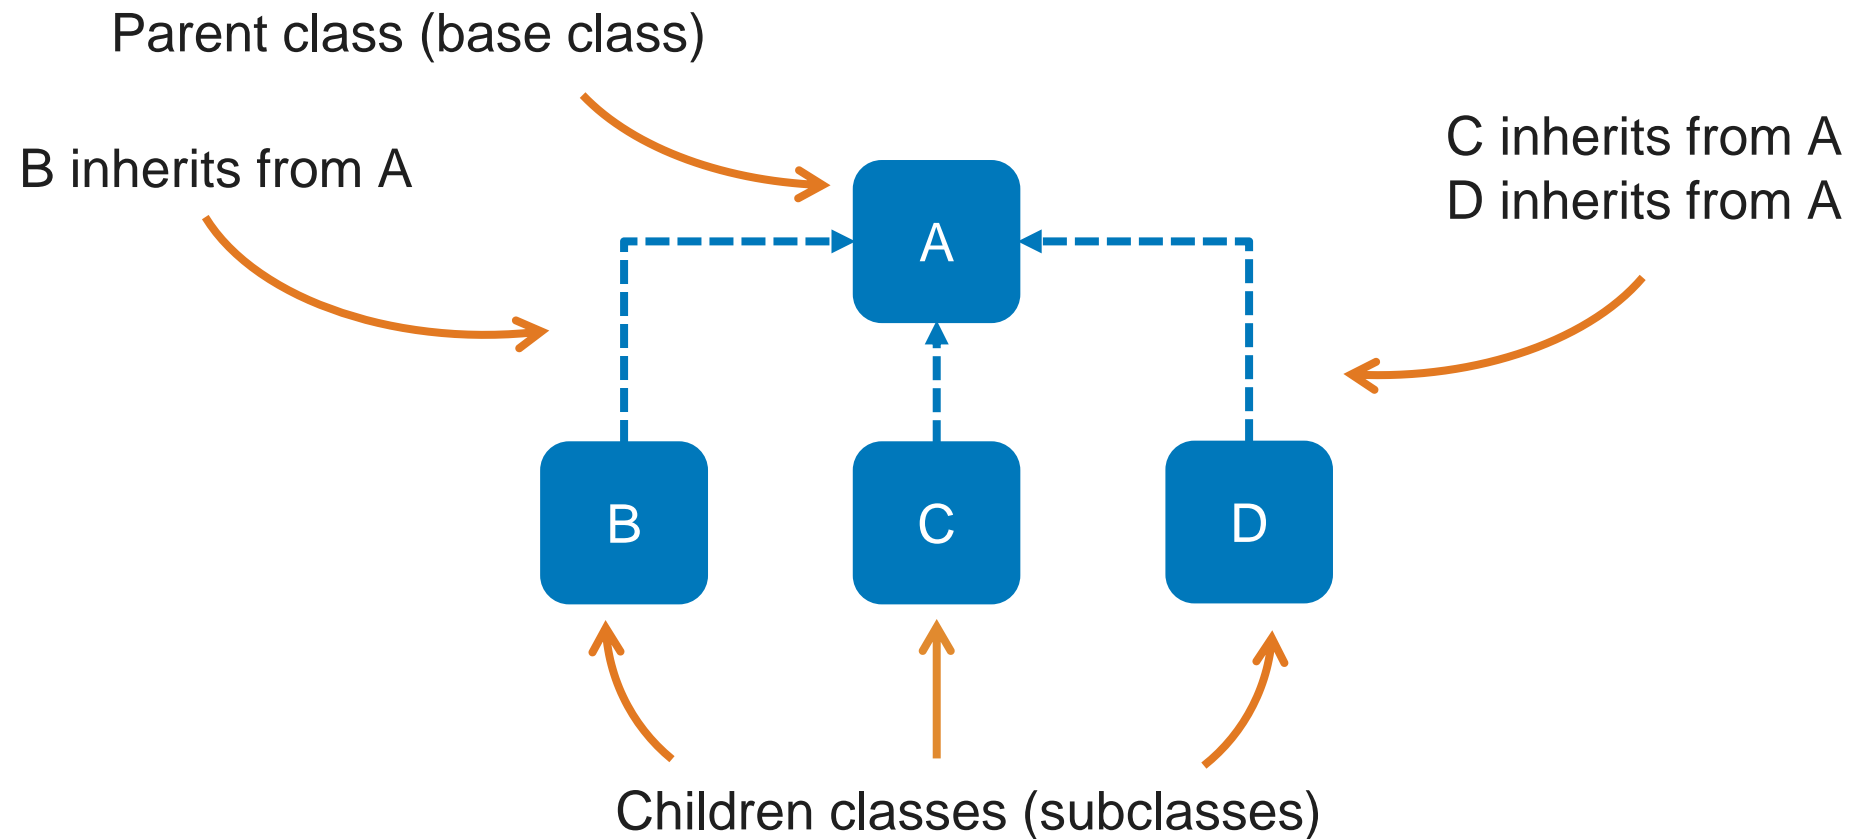 Parent class (base class)
B inherits from A
C inherits from A
D inherits from A
A
B
C
D
Children classes (subclasses)